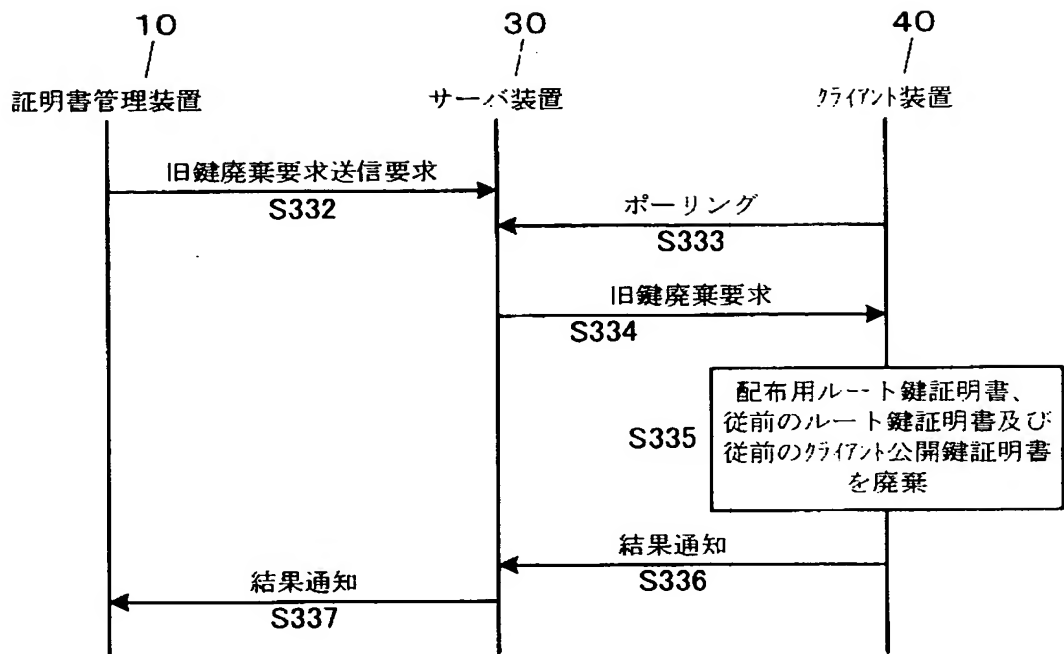 10
30
40
証明書管理装置
サーバ装置
クライアント装置
旧鍵廃棄要求送信要求
S332
ポーリング
S333
旧鍵廃棄要求
S334
S335
配布用ルート鍵証明書、
従前のルート鍵証明書及び
従前のクライアント公開鍵証明書
を廃棄
結果通知
S336
結果通知
S337